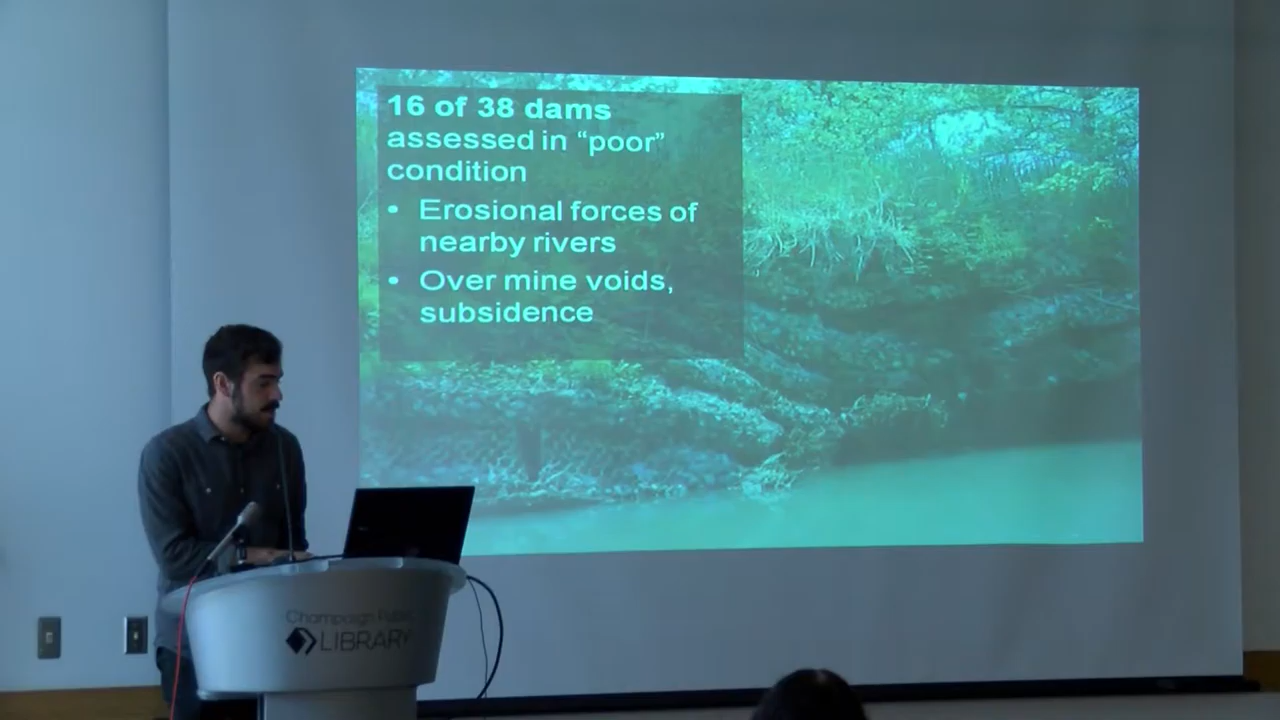 16 of 38 dams
assessed in “poor”
condition
• Erosional forces of
nearby rivers
• Over mine voids,
subsidence
Champaign Public
LIBRARY